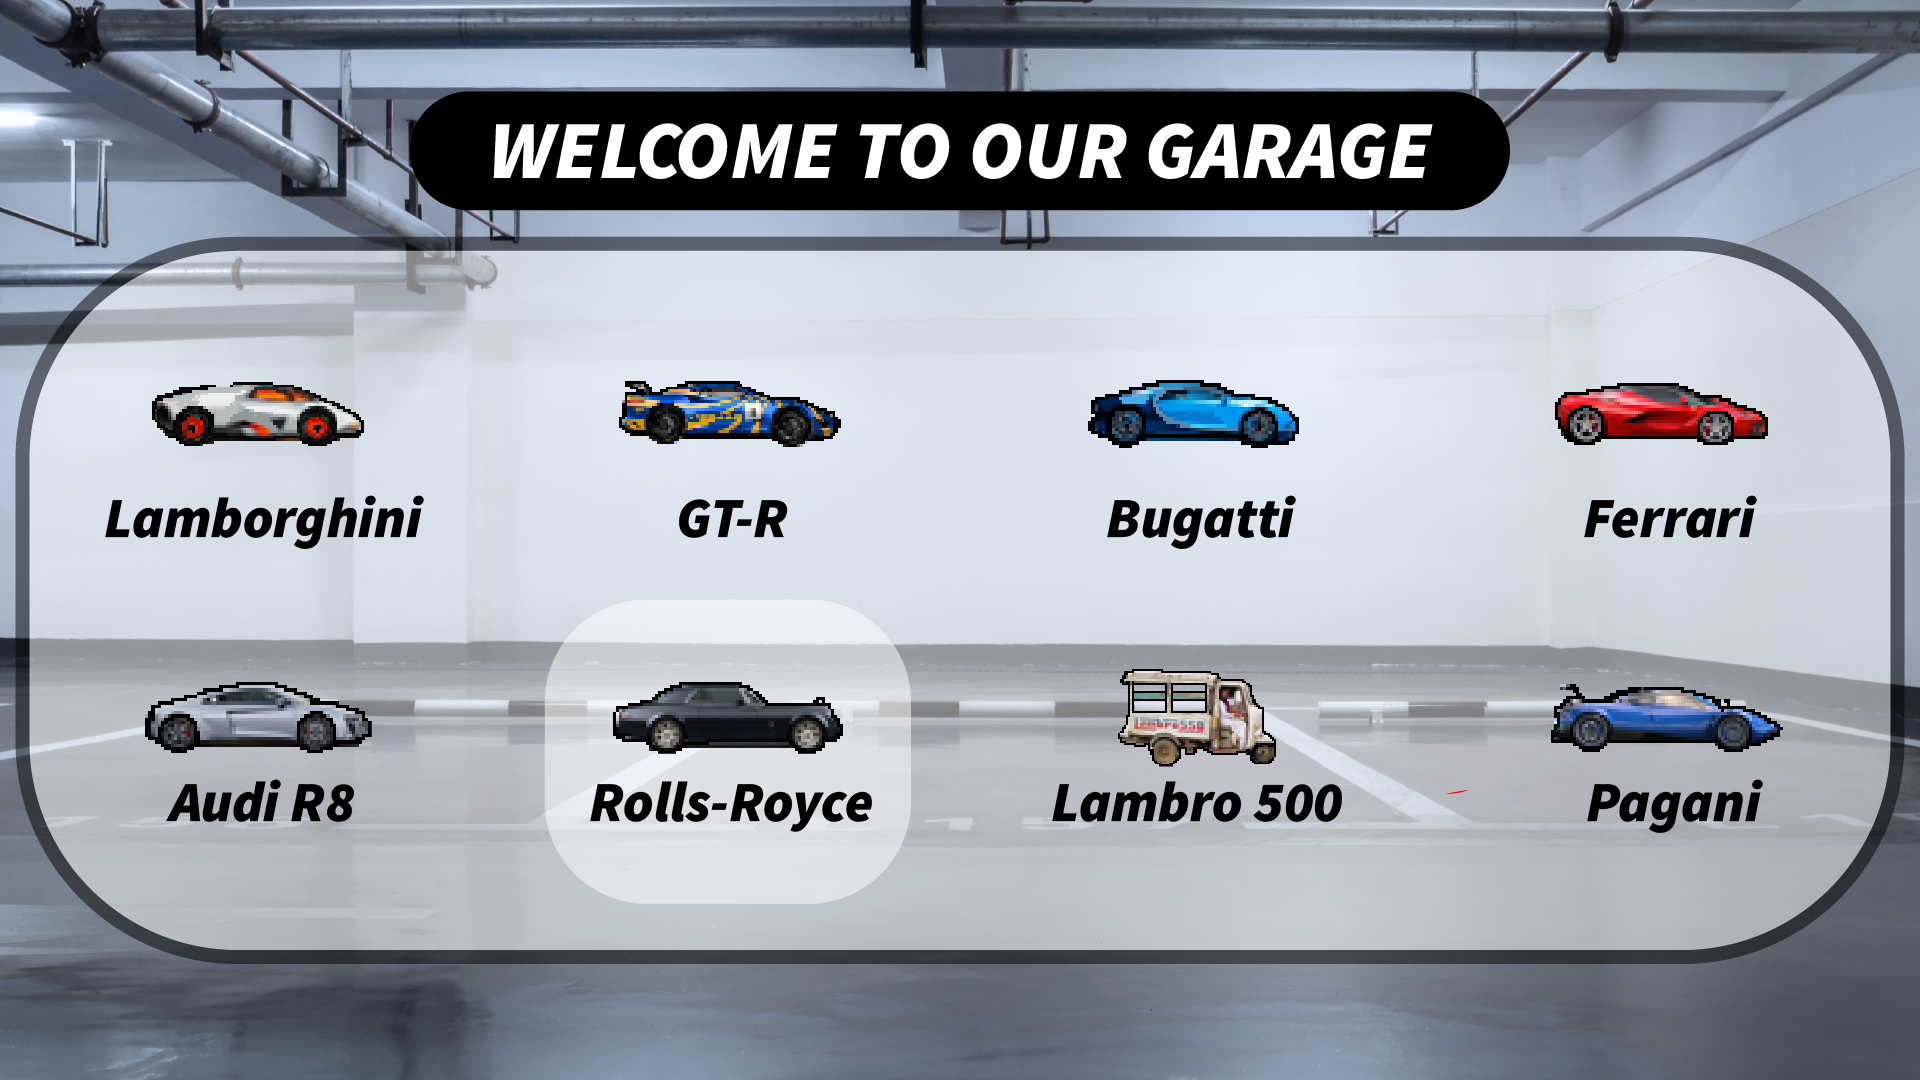 WELCOME TO OUR GARAGE
Lamborghini
GT-R
Bugatti
Ferrari
Audi R8
Rolls-Royce
Lambro 500
Pagani